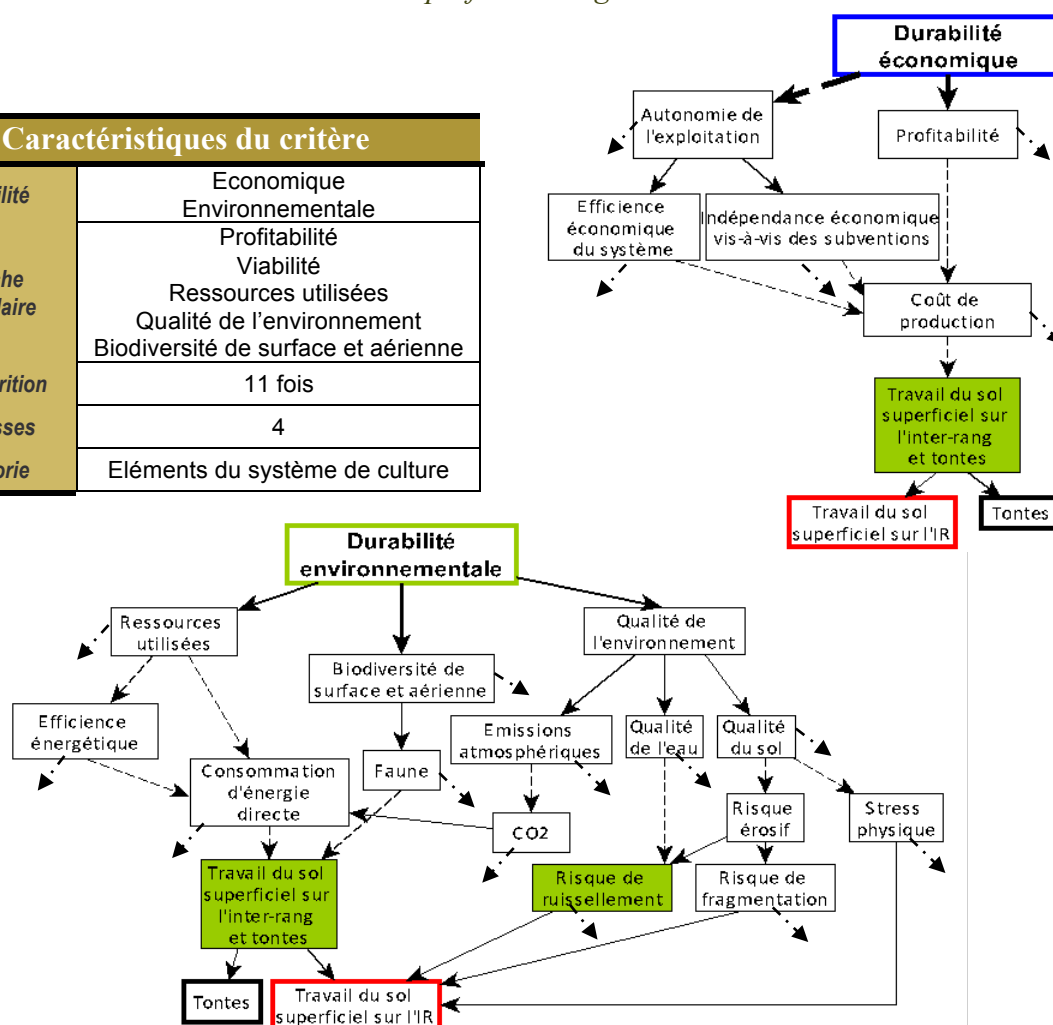 Durabilité
économique
Autonomie de
l'exploitation
Profitabilité
Efficience
économique
du système
Indépendance économique
vis-à-vis des subventions
Coût de
production
Travail du sol
superficiel sur
l'inter-rang
et tontes
Travail du sol
superficiel sur l'IR
Tontes
Caractéristiques du critère
Economique
Environnementale
Profitabilité
Viabilité
Ressources utilisées
Qualité de l'environnement
Biodiversité de surface et aérienne
11 fois
4
Eléments du système de culture
Durabilité
environnementale
Ressources
utilisées
Biodiversité de
surface et aérienne
Qualité de
l'environnement
Efficience
énergétique
Consommation
d'énergie
directe
Faune
Emissions
atmosphériques
Qualité
de l'eau
Qualité
du sol
CO2
Risque
érosif
Stress
physique
Travail du sol
superficiel sur
l'inter-rang
et tontes
Risque de
ruissellement
Risque de
fragmentation
Tontes
Travail du sol
superficiel sur l'IR